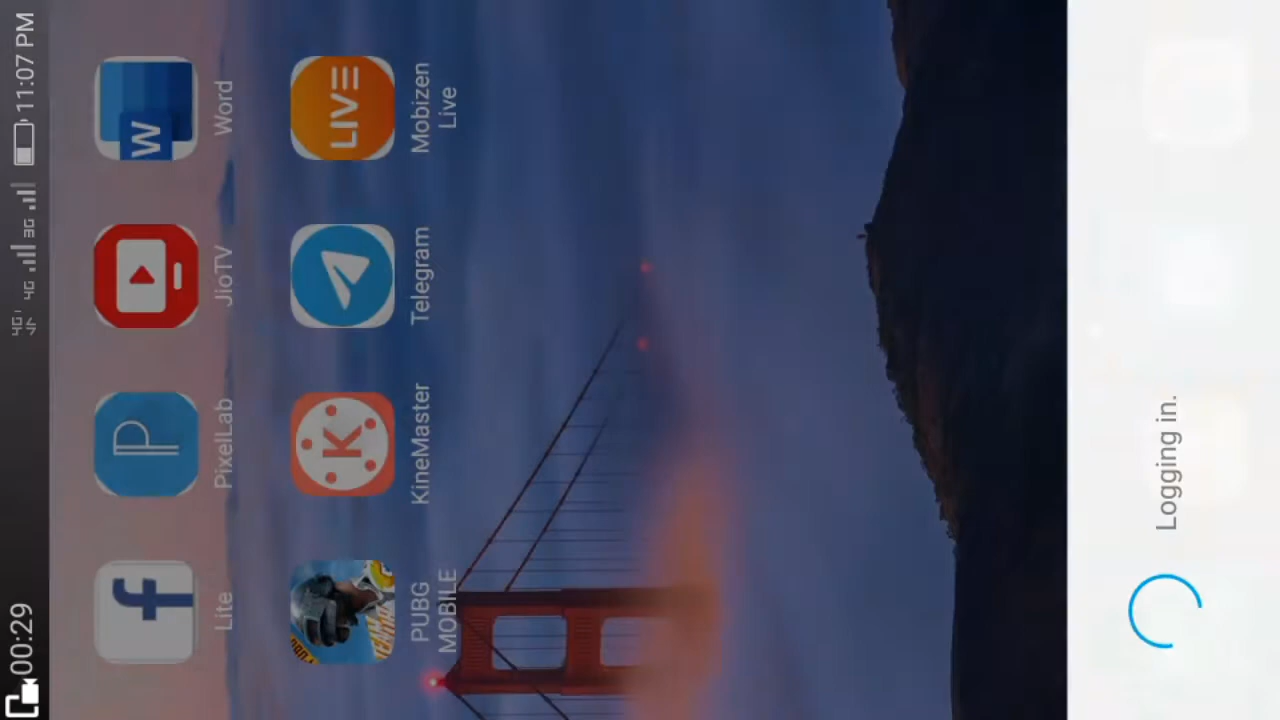 00:29
4G 4G 3G 11:07 PM
Lite
PixelLab
JioTV
Word
PUBG MOBILE
KineMaster
Telegram
Mobizen
Live
Logging in.